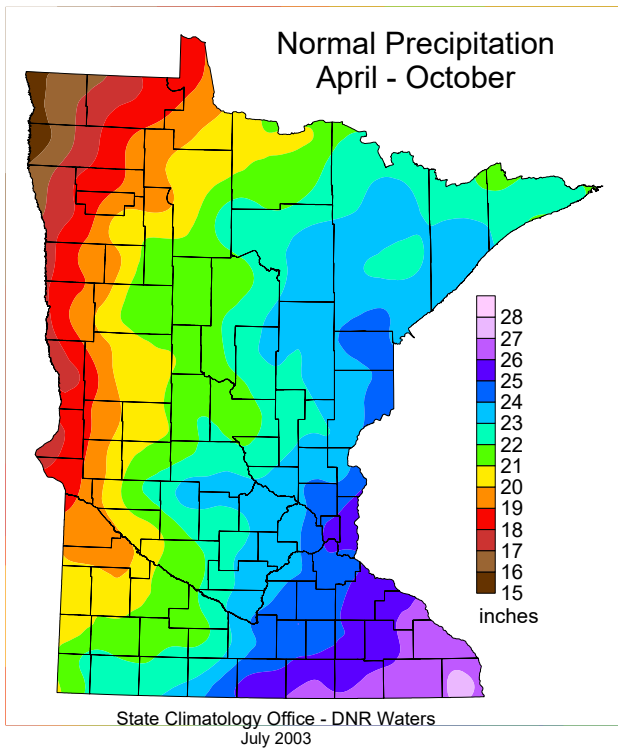 Normal Precipitation
April - October
28
27
26
25
24
23
22
21
20
19
18
17
16
15
inches
State Climatology Office - DNR Waters
July 2003